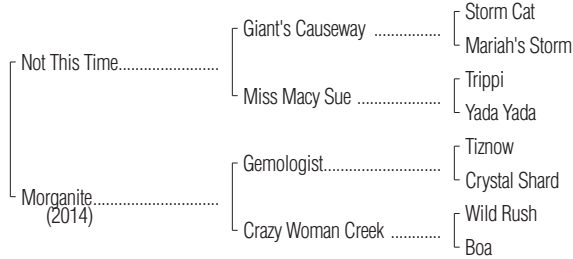 Storm Cat
Giant's Causeway ................
Mariah's Storm
Not This Time........................
Trippi
Miss Macy Sue ....................
Yada Yada
Tiznow
Gemologist............................
Crystal Shard
Morganite..............................
(2014)
Wild Rush
Crazy Woman Creek ............
Boa